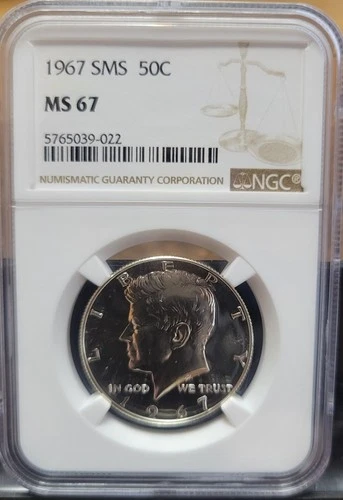 1967 SMS 50C
MS 67
5765039-022
NUMISMATIC GUARANTY CORPORATION NGC®
LIBERTY
IN GOD WE TRUST
1967